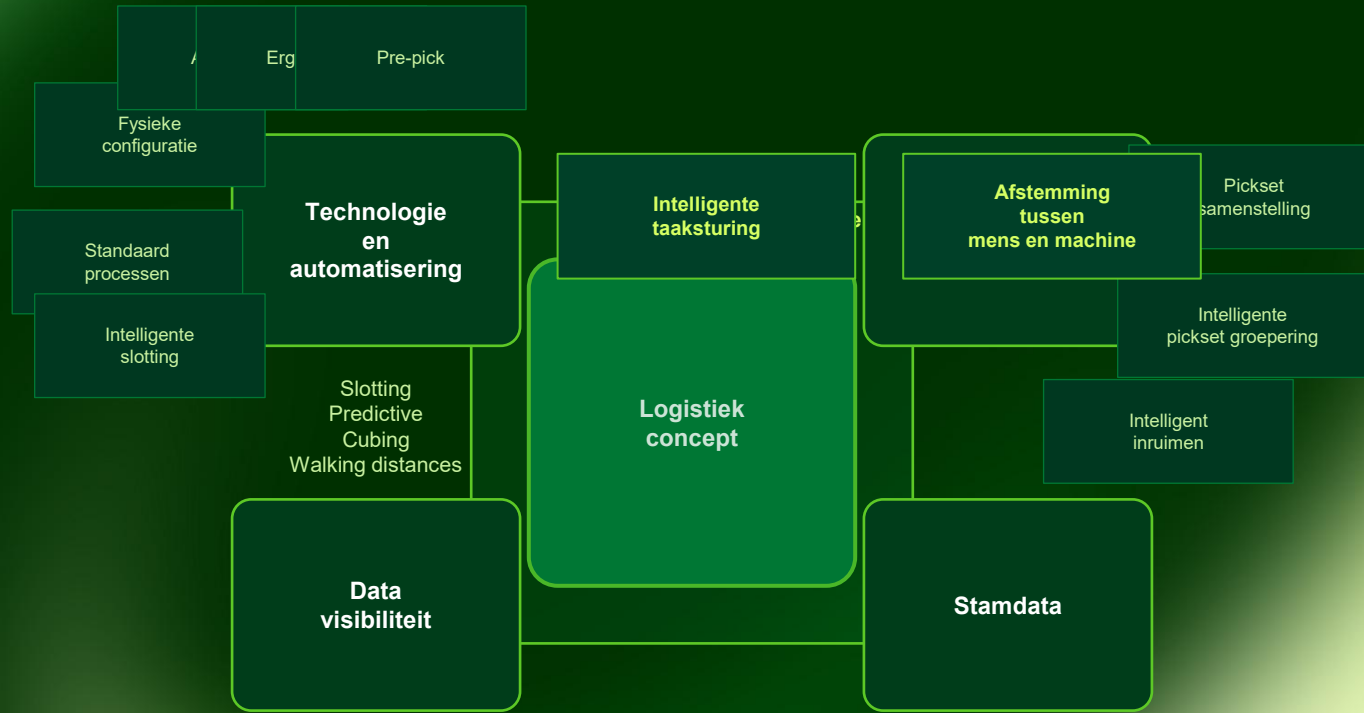 Erg
Pre-pick
Fysieke
configuratie
Technologie
en
automatisering
Intelligente
taaksturing
Afstemming
tussen
mens en machine
Pickset
samenstelling
Standaard
processen
Intelligente
slotting
Intelligente
pickset groepering
Slotting
Predictive
Cubing
Walking distances
Logistiek
concept
Intelligent
inruimen
Data
visibiliteit
Stamdata